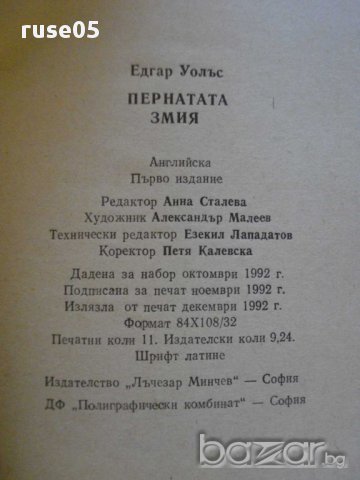 ruse05
Едгар Уолъс
ПЕРНАТАТА
ЗМИЯ
Английска
Първо издание
Редактор Анна Сталева
Художник Александър Малеев
Технически редактор Езекил Лападатов
Коректор Петя Калевска
Дадена за набор октомври 1992 г.
Подписана за печат ноември 1992 г.
Излязла от печат декември 1992 г.
Формат 84X108/32
Печатни коли 11. Издателски коли 9,24.
Шрифт латине
Издателство „Лъчезар Минчев" — София
ДФ „Полиграфически комбинат" — София
bazar.bg